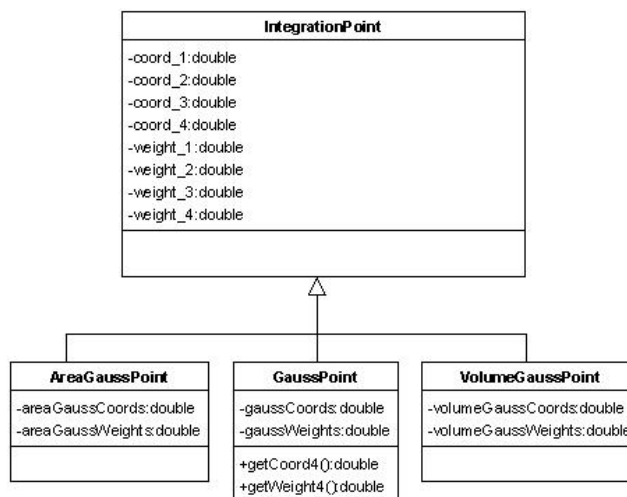 IntegrationPoint
-coord_1:double
-coord_2:double
-coord_3:double
-coord_4:double
-weight_1:double
-weight_2:double
-weight_3:double
-weight_4:double
AreaGaussPoint
-areaGaussCoords:double
-areaGaussWeights:double
GaussPoint
-gaussCoords:double
-gaussWeights:double
+getCoord4():double
+getWeight4():double
VolumeGaussPoint
-volumeGaussCoords:double
-volumeGaussWeights:double